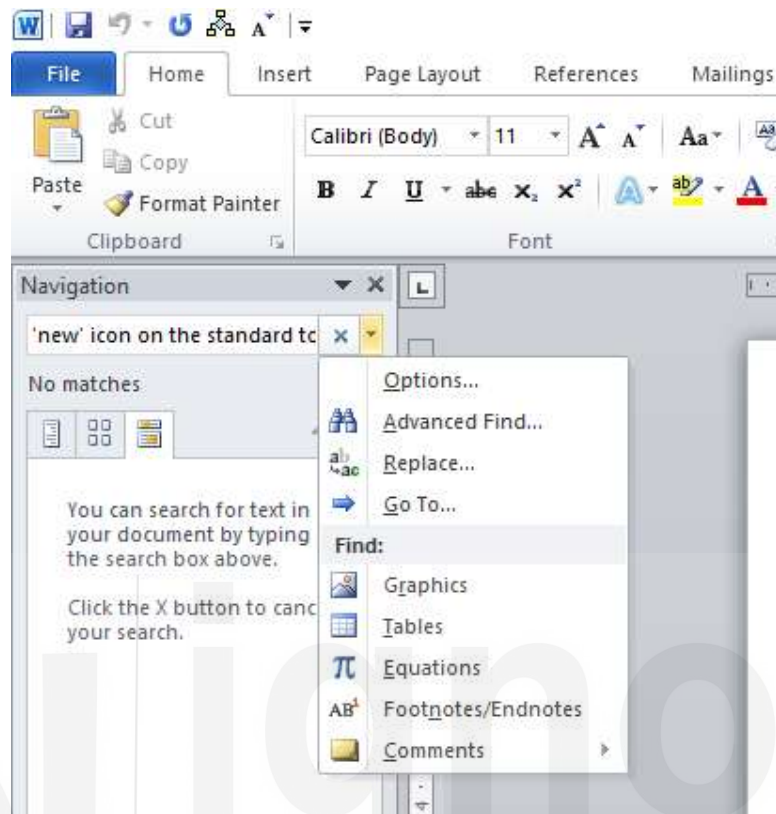 File Home Insert Page Layout References Mailings
Cut
Copy
Paste
Format Painter
Calibri (Body) 11 A A Aa
B I U abc X₂ X² A ab A
Clipboard Font
Navigation
'new' icon on the standard to
No matches
You can search for text in
your document by typing
the search box above.
Click the X button to canc
your search.
Options...
Advanced Find...
Replace...
Go To...
Find:
Graphics
Tables
Equations
Footnotes/Endnotes
Comments